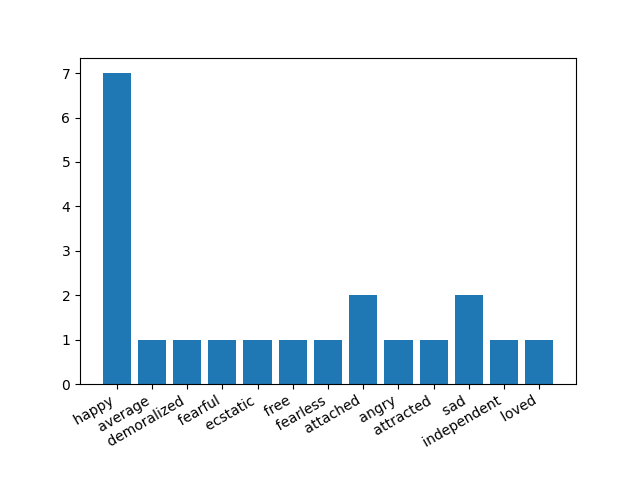 7
6
5
4
3
2
1
0
happy
average
demoralized
fearful
ecstatic
free
fearless
attached
angry
attracted
sad
independent
loved